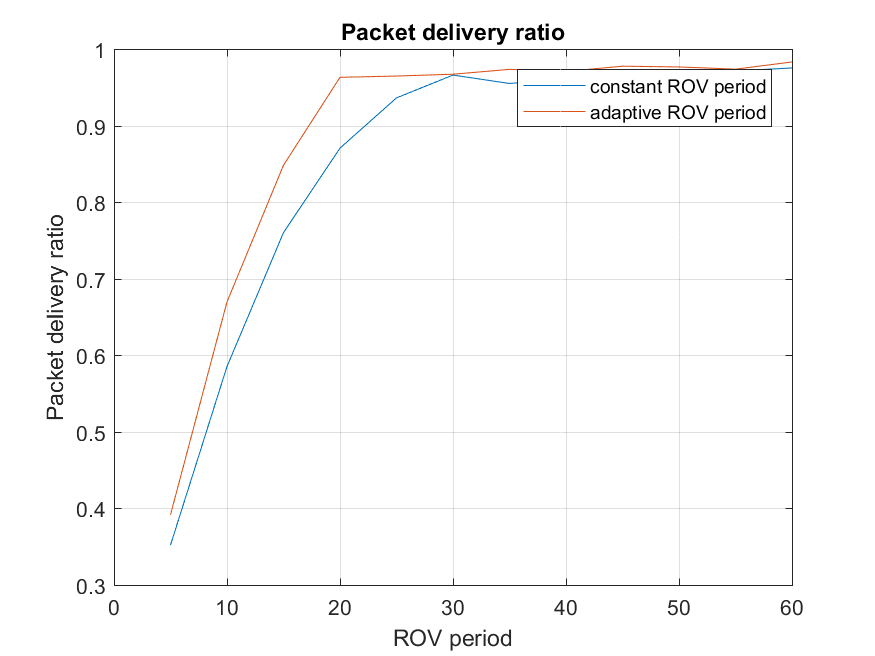 Packet delivery ratio
1
0.9
0.8
0.7
0.6
0.5
0.4
0.3
Packet delivery ratio
constant ROV period
adaptive ROV period
0 10 20 30 40 50 60
ROV period